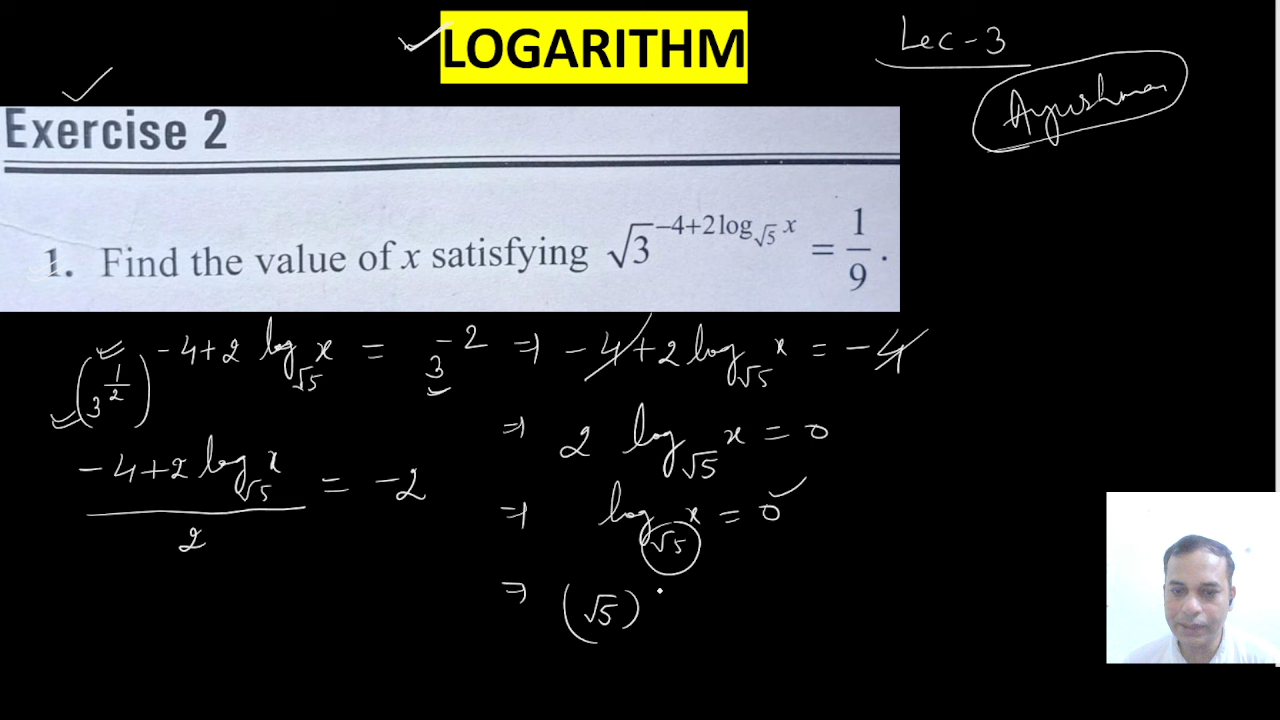 LOGARITHM
Lec-3
Ayushman
Exercise 2
1. Find the value of x satisfying √3^(-4+2 log_√5 x) = 1/9.
(3^(1/2))^(-4+2 log_√5 x) = 3^-2 ⇒ -4+2 log_√5 x = -4
⇒ 2 log_√5 x = 0
(-4+2 log_√5 x)/2 = -2
⇒ log_√5 x = 0
⇒ (√5)